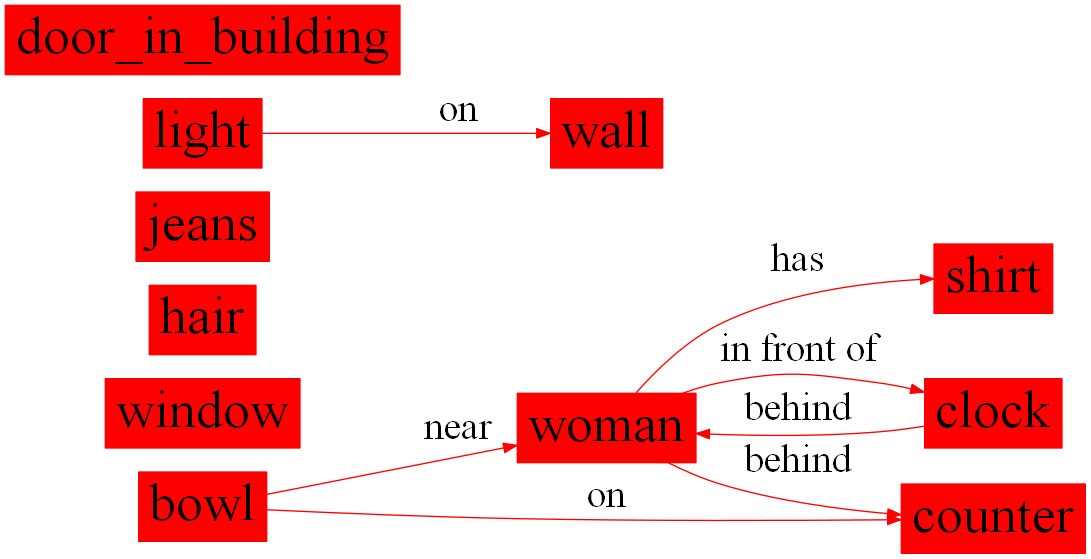 door_in_building
light
on
wall
jeans
hair
has
shirt
window
in front of
woman
behind
clock
near
behind
bowl
on
counter